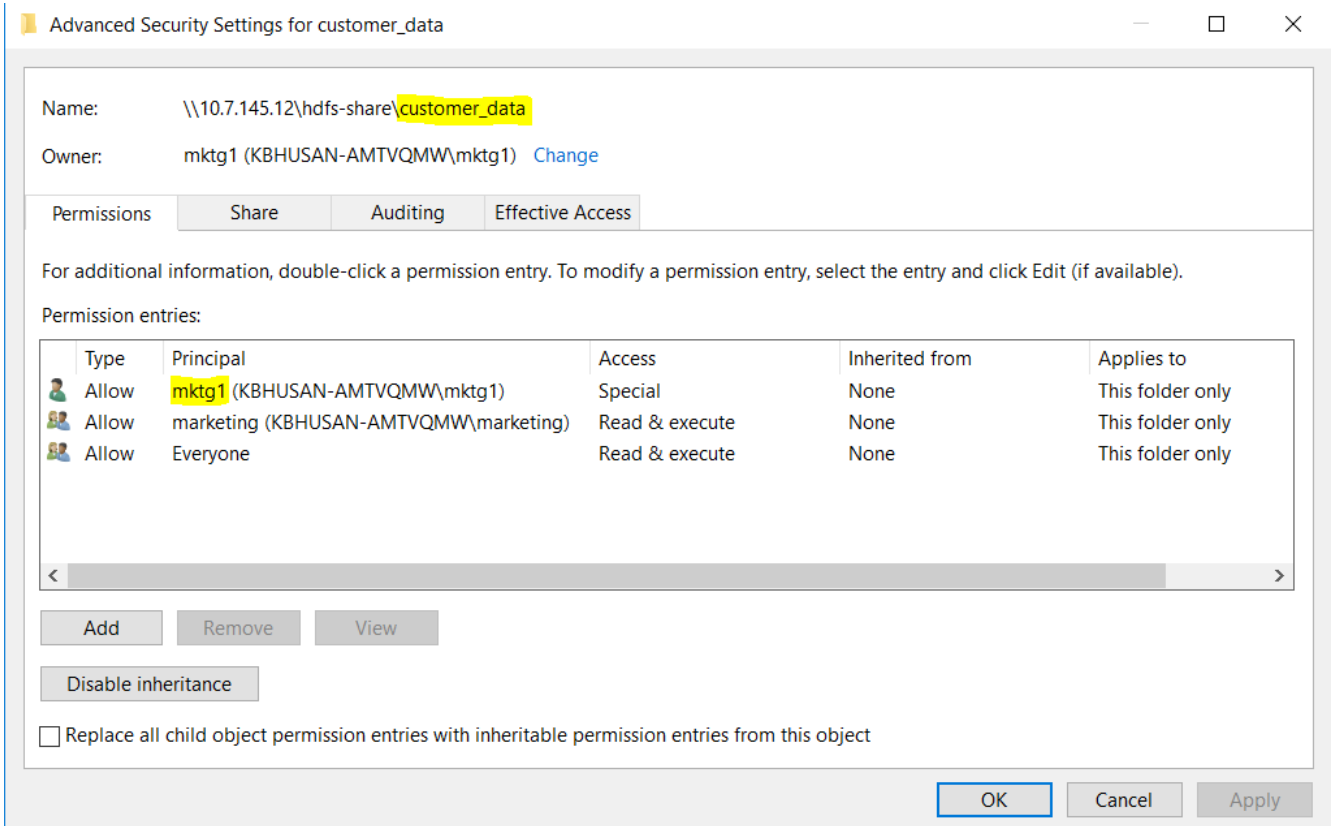 Advanced Security Settings for customer_data
Name: \\10.7.145.12\hdfs-share\customer_data
Owner: mktg1 (KBHUSAN-AMTVQMW\mktg1) Change
Permissions Share Auditing Effective Access
For additional information, double-click a permission entry. To modify a permission entry, select the entry and click Edit (if available).
Permission entries:
Type Principal Access Inherited from Applies to
Allow mktg1 (KBHUSAN-AMTVQMW\mktg1) Special None This folder only
Allow marketing (KBHUSAN-AMTVQMW\marketing) Read & execute None This folder only
Allow Everyone Read & execute None This folder only
Add Remove View
Disable inheritance
Replace all child object permission entries with inheritable permission entries from this object
OK Cancel Apply